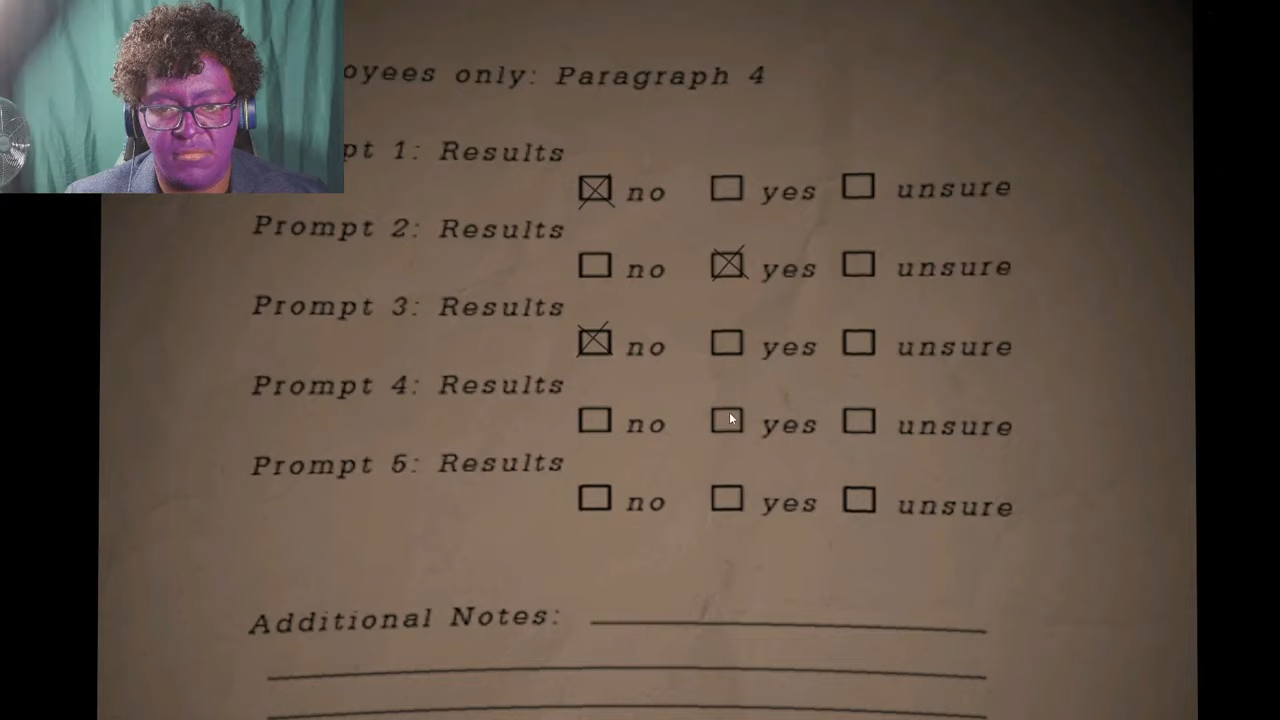 oyees only: Paragraph 4
pt 1: Results
no yes unsure
Prompt 2: Results
no yes unsure
Prompt 3: Results
no yes unsure
Prompt 4: Results
no yes unsure
Prompt 5: Results
no yes unsure
Additional Notes: